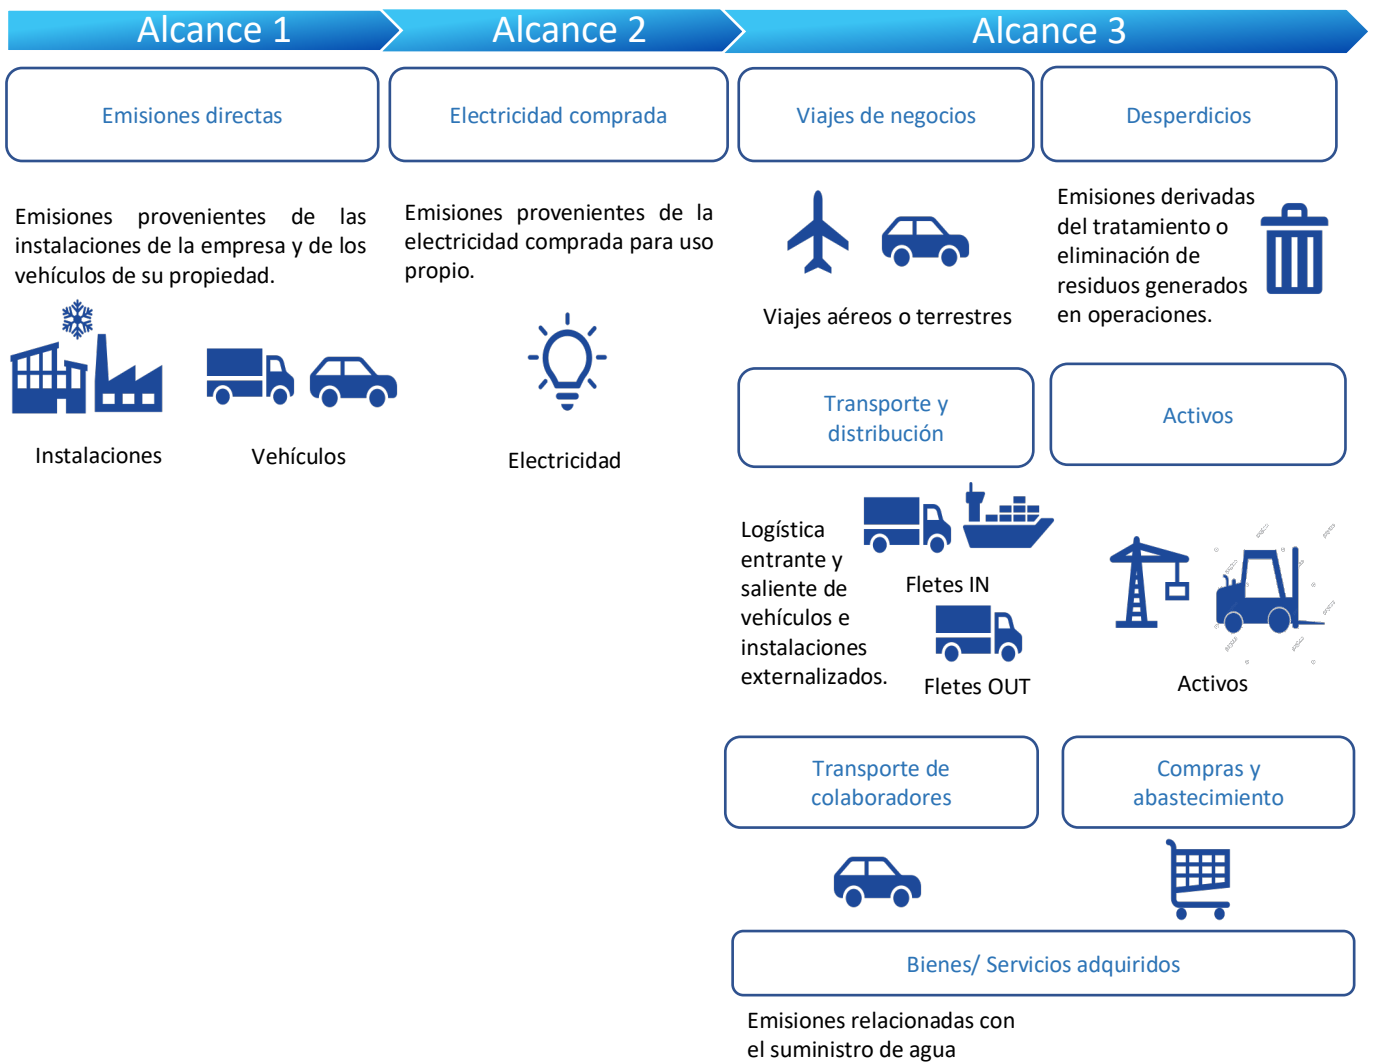 Alcance 1
Alcance 2
Alcance 3
Emisiones directas
Electricidad comprada
Viajes de negocios
Desperdicios
Emisiones provenientes de las
instalaciones de la empresa y de los
vehículos de su propiedad.
Instalaciones
Vehículos
Emisiones provenientes de la
electricidad comprada para uso
propio.
Electricidad
Viajes aéreos o terrestres
Emisiones derivadas
del tratamiento o
eliminación de
residuos generados
en operaciones.
Transporte y
distribución
Activos
Logística
entrante y
saliente de
vehículos e
instalaciones
externalizados.
Fletes IN
Fletes OUT
Activos
Transporte de
colaboradores
Compras y
abastecimiento
Bienes/ Servicios adquiridos
Emisiones relacionadas con
el suministro de agua